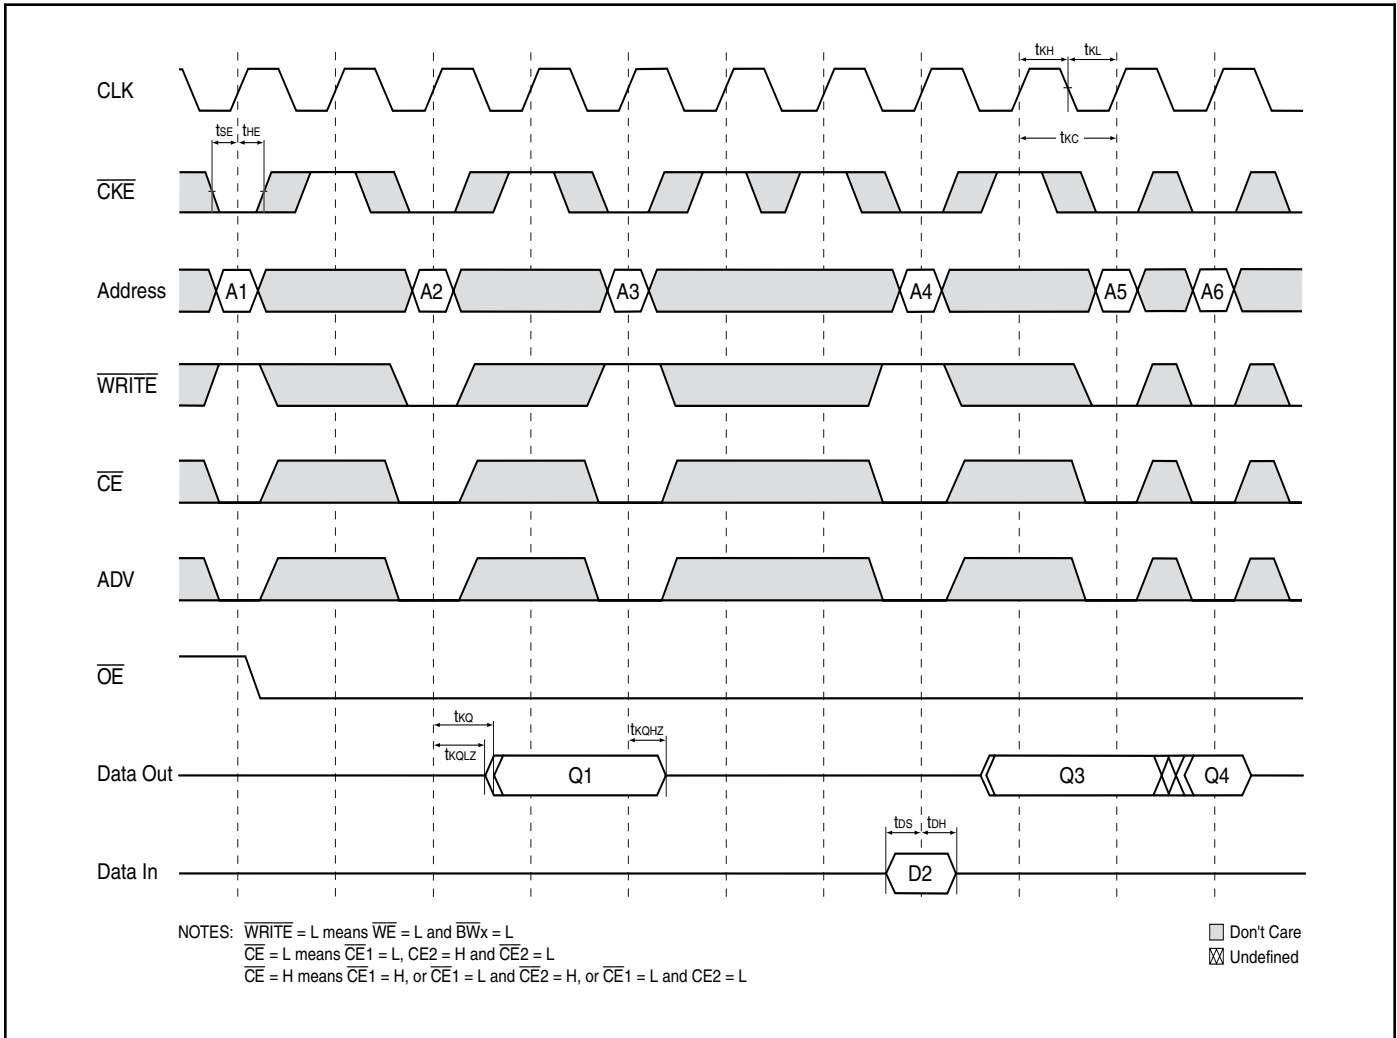 tKH tKL
CLK
tSE tHE
tKC
CKE
Address A1 A2 A3 A4 A5 A6
WRITE
CE
ADV
OE
tKQ
tKQLZ
tKQHZ
Data Out Q1 Q3 Q4
tDS tDH
Data In D2
NOTES: WRITE = L means WE = L and BWx = L
CE = L means CE1 = L, CE2 = H and CE2 = L
CE = H means CE1 = H, or CE1 = L and CE2 = H, or CE1 = L and CE2 = L
Don't Care
Undefined